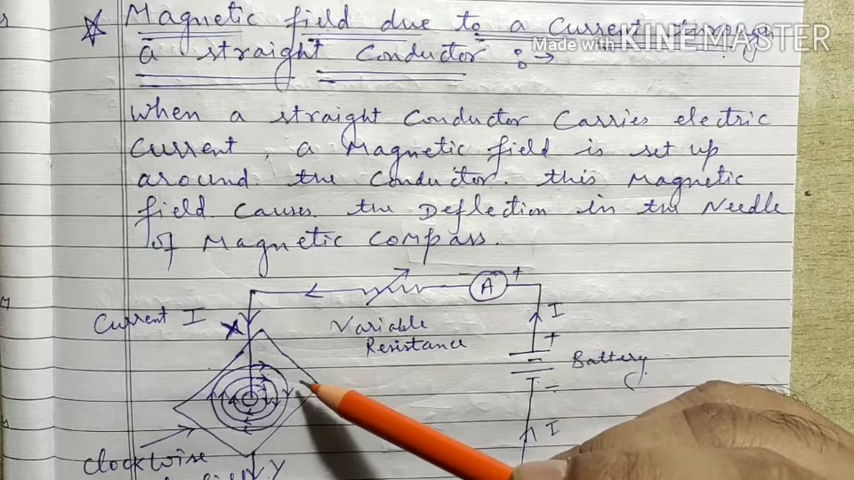 Magnetic field due to a Current through
a straight Conductor :→
Made with KINEMASTER
When a straight Conductor Carries electric
Current, a Magnetic field is set up
around the Conductor. this Magnetic
field Causes the Deflection in the Needle
of Magnetic Compass.
A +
Current I
X
Variable
Resistance
I
+
Battery
-
I
Clockwise
Y